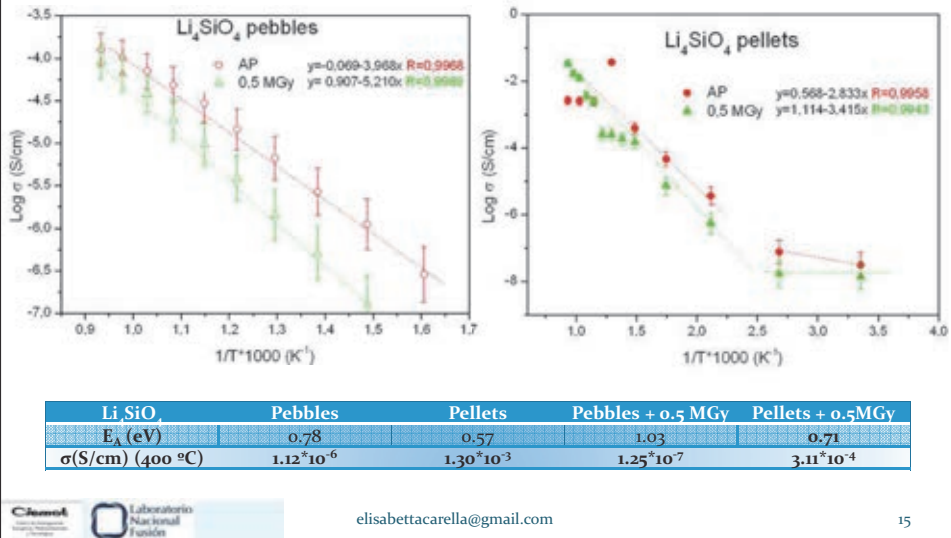 Li4SiO4 pebbles
AP y=-0,069-3,968x R=0,9968
0,5 MGy y= 0,907-5,210x
Log σ (S/cm)
-3,5
-4,0
-4,5
-5,0
-5,5
-6,0
-6,5
-7,0
0,9 1,0 1,1 1,2 1,3 1,4 1,5 1,6 1,7
1/T*1000 (K-1)
Li4SiO4 pellets
AP y=0,568-2,833x R=0,9958
0,5 MGy y=1,114-3,415x R=0,9943
Log σ (S/cm)
0
-2
-4
-6
-8
1,0 1,5 2,0 2,5 3,0 3,5 4,0
1/T*1000 (K-1)
Li4SiO4 Pebbles Pellets Pebbles + 0.5 MGy Pellets + 0.5MGy
EA (eV) 0.78 0.57 1.03 0.71
σ(S/cm) (400 ºC) 1.12*10-6 1.30*10-3 1.25*10-7 3.11*10-4
Ciemat
Laboratorio
Nacional
Fusión
elisabettacarella@gmail.com
15